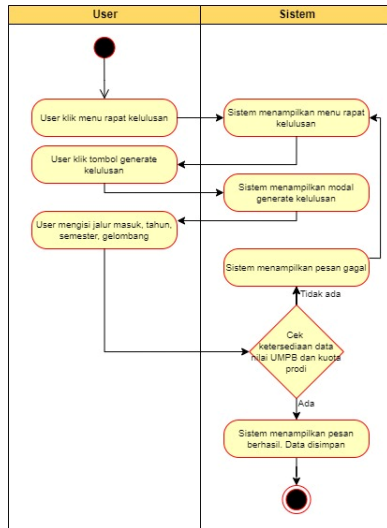 User
Sistem
User klik menu rapat kelulusan
Sistem menampilkan menu rapat
kelulusan
User klik tombol generate
kelulusan
Sistem menampilkan modal
generate kelulusan
User mengisi jalur masuk, tahun,
semester, gelombang
Sistem menampilkan pesan gagal
Tidak ada
Cek
ketersediaan data
nilai UMPB dan kuota
prodi
Ada
Sistem menampilkan pesan
berhasil. Data disimpan